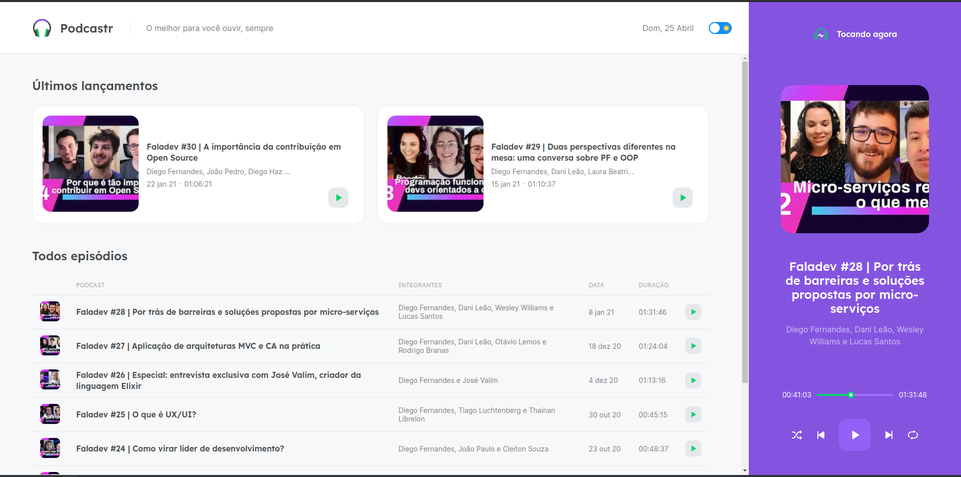 Podcastr
O melhor para você ouvir, sempre
Dom, 25 Abril
Últimos lançamentos
Por que é tão imp
contribuir em Open S
Faladev #30 | A importância da contribuição em
Open Source
Diego Fernandes, João Pedro, Diego Haz ...
22 jan 21 · 01:06:21
Programação funcion
devs orientados a o
Faladev #29 | Duas perspectivas diferentes na
mesa: uma conversa sobre PF e OOP
Diego Fernandes, Dani Leão, Laura Beatri...
15 jan 21 · 01:10:37
Todos episódios
PODCAST INTEGRANTES DATA DURAÇÃO
Faladev #28 | Por trás de barreiras e soluções propostas por micro-serviços
Diego Fernandes, Dani Leão, Wesley Willians e
Lucas Santos
8 jan 21
01:31:46
Faladev #27 | Aplicação de arquiteturas MVC e CA na prática
Diego Fernandes, Dani Leão, Otávio Lemos e
Rodrigo Branas
18 dez 20
01:24:04
Faladev #26 | Especial: entrevista exclusiva com José Valim, criador da
linguagem Elixir
Diego Fernandes e José Valim
4 dez 20
01:13:16
Faladev #25 | O que é UX/UI?
Diego Fernandes, Tiago Luchtenberg e Thainan
Librelon
30 out 20
00:45:15
Faladev #24 | Como virar líder de desenvolvimento?
Diego Fernandes, João Paulo e Cleiton Souza
23 out 20
00:48:37
Tocando agora
Micro-serviços re
o que me
2
Faladev #28 | Por trás
de barreiras e soluções
propostas por micro-
serviços
Diego Fernandes, Dani Leão, Wesley
Willians e Lucas Santos
00:41:03
01:31:46